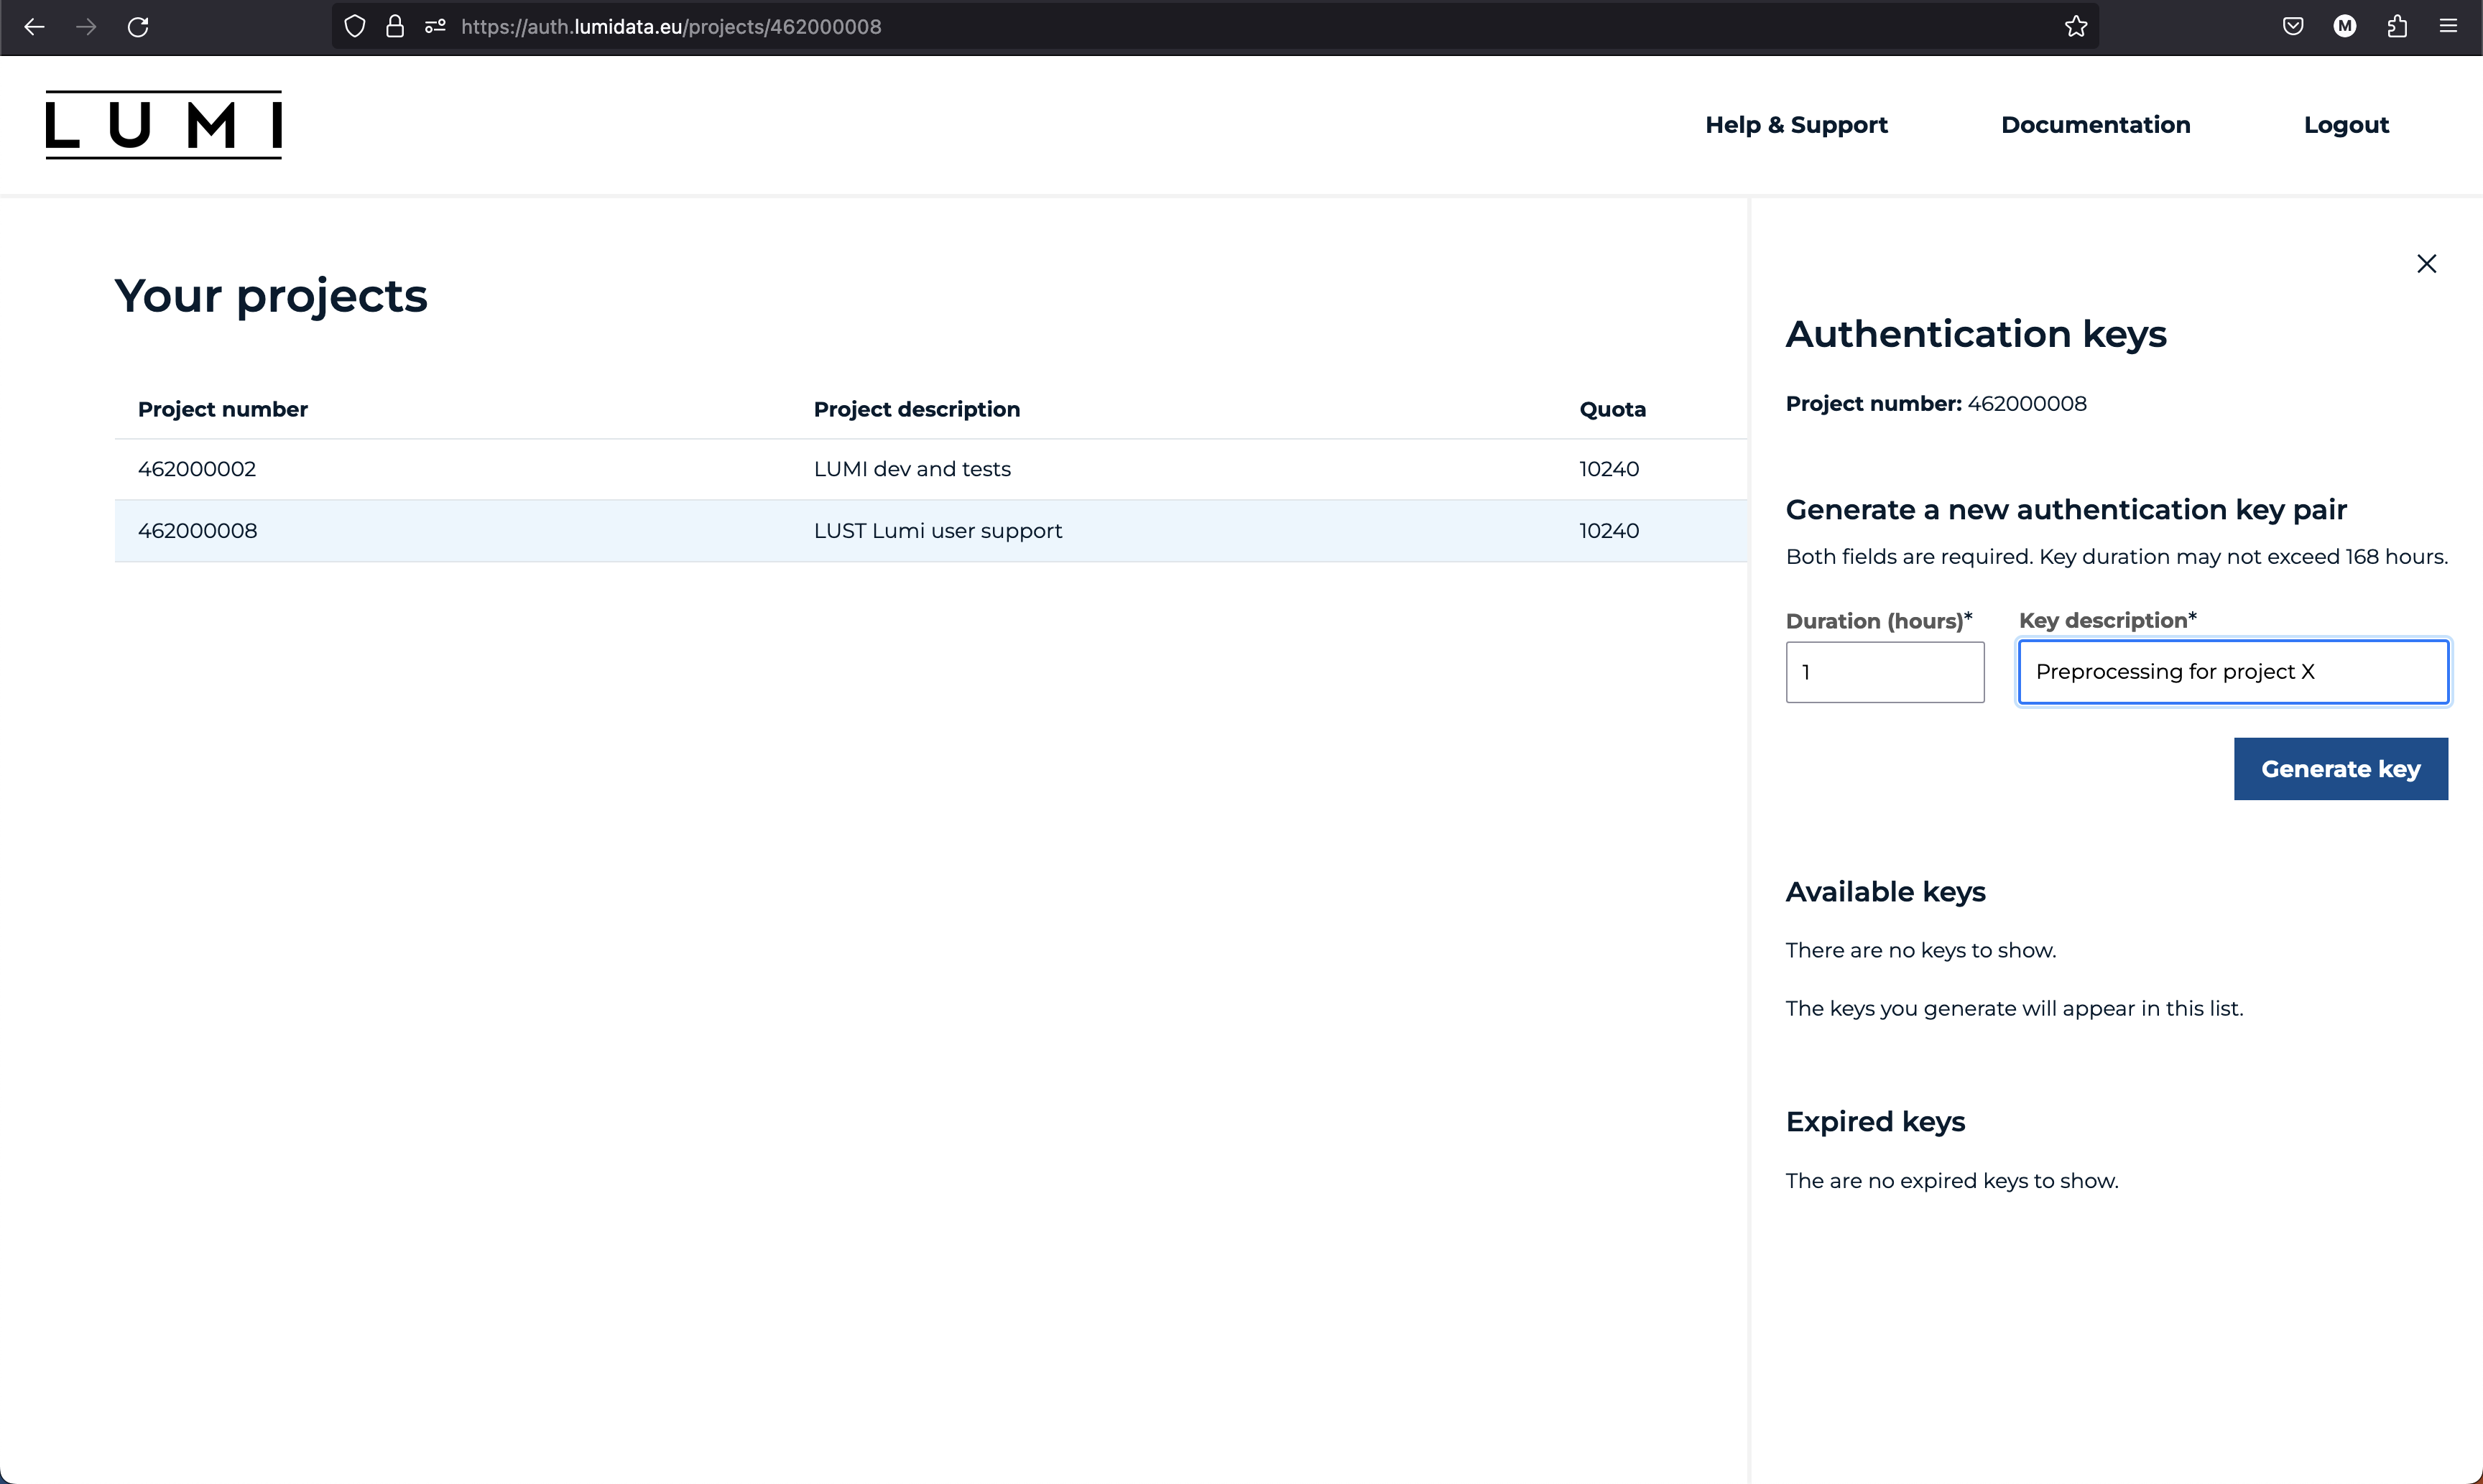 https://auth.lumidata.eu/projects/462000008
M
LUMI
Help & Support
Documentation
Logout
Your projects
Project number Project description Quota
462000002 LUMI dev and tests 10240
462000008 LUST Lumi user support 10240
Authentication keys
Project number: 462000008
Generate a new authentication key pair
Both fields are required. Key duration may not exceed 168 hours.
Duration (hours)* Key description*
1 Preprocessing for project X
Generate key
Available keys
There are no keys to show.
The keys you generate will appear in this list.
Expired keys
The are no expired keys to show.